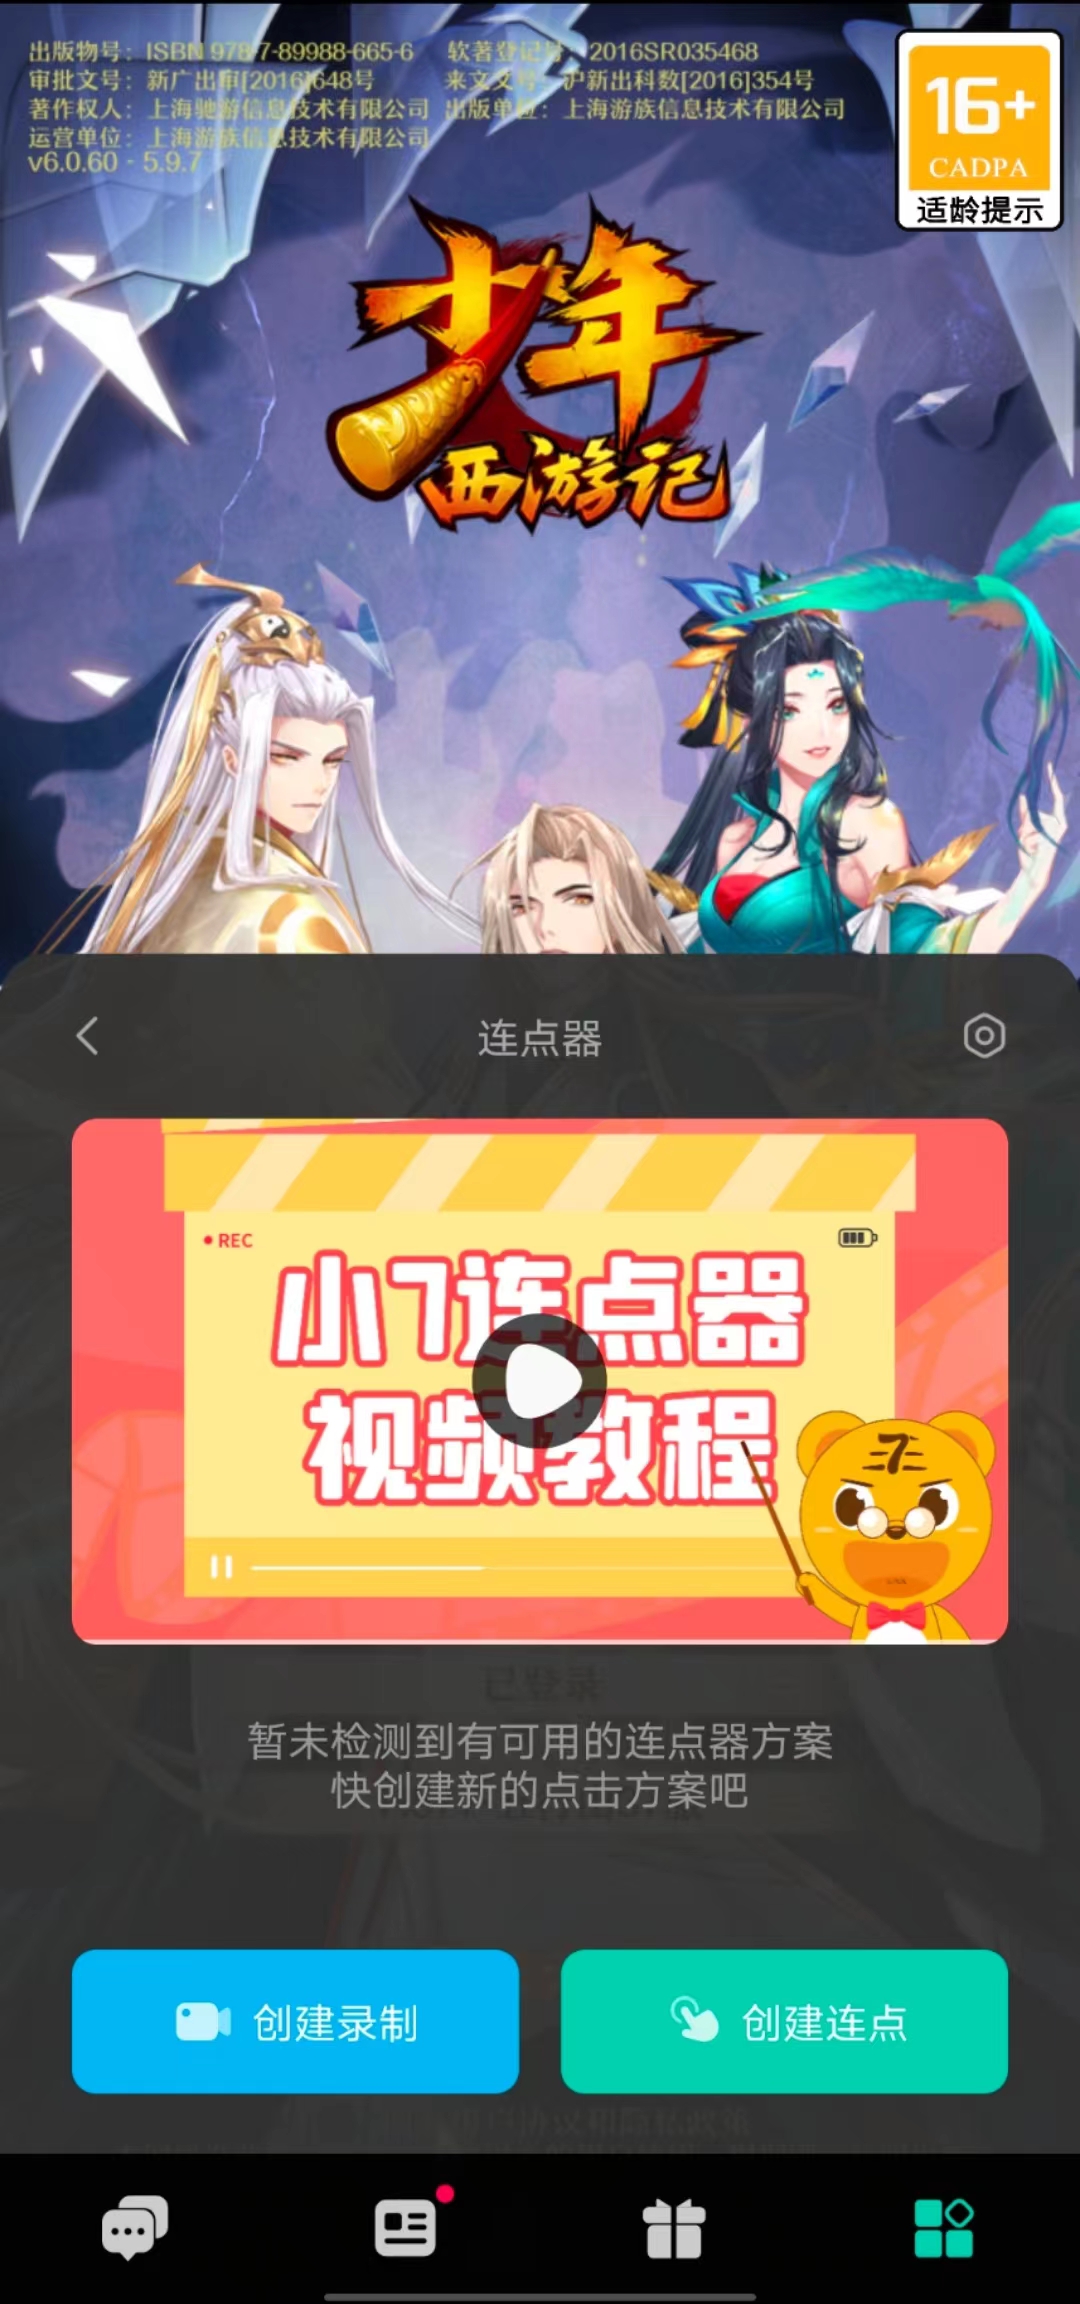 出版物号：ISBN 978-7-89988-665-6 软著登记号：2016SR035468
审批文号：新广出审[2016]648号 来文文号：沪新出科数[2016]354号
著作权人：上海驰游信息技术有限公司 出版单位：上海游族信息技术有限公司
运营单位：上海游族信息技术有限公司
v6.0.60 - 5.9.7
16+
CADPA
适龄提示
少年
西游记
连点器
REC
小7连点器
视频教程
7
已登录
暂未检测到有可用的连点器方案
快创建新的点击方案吧
创建录制
创建连点